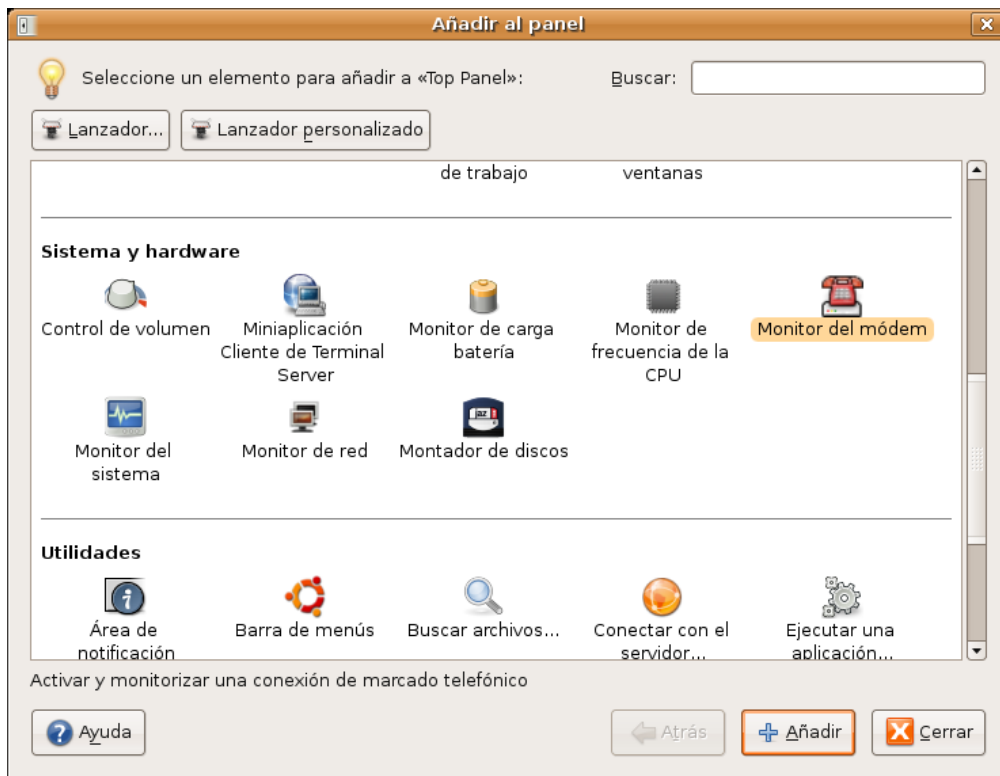 Añadir al panel
Seleccione un elemento para añadir a «Top Panel»:
Buscar:
Lanzador...
Lanzador personalizado
de trabajo
ventanas
Sistema y hardware
Control de volumen
Miniaplicación
Cliente de Terminal
Server
Monitor de carga
batería
Monitor de
frecuencia de la
CPU
Monitor del módem
Monitor del
sistema
Monitor de red
jaz
Montador de discos
Utilidades
Área de
notificación
Barra de menús
Buscar archivos...
Conectar con el
servidor...
Ejecutar una
aplicación...
Activar y monitorizar una conexión de marcado telefónico
Ayuda
Atrás
Añadir
Cerrar